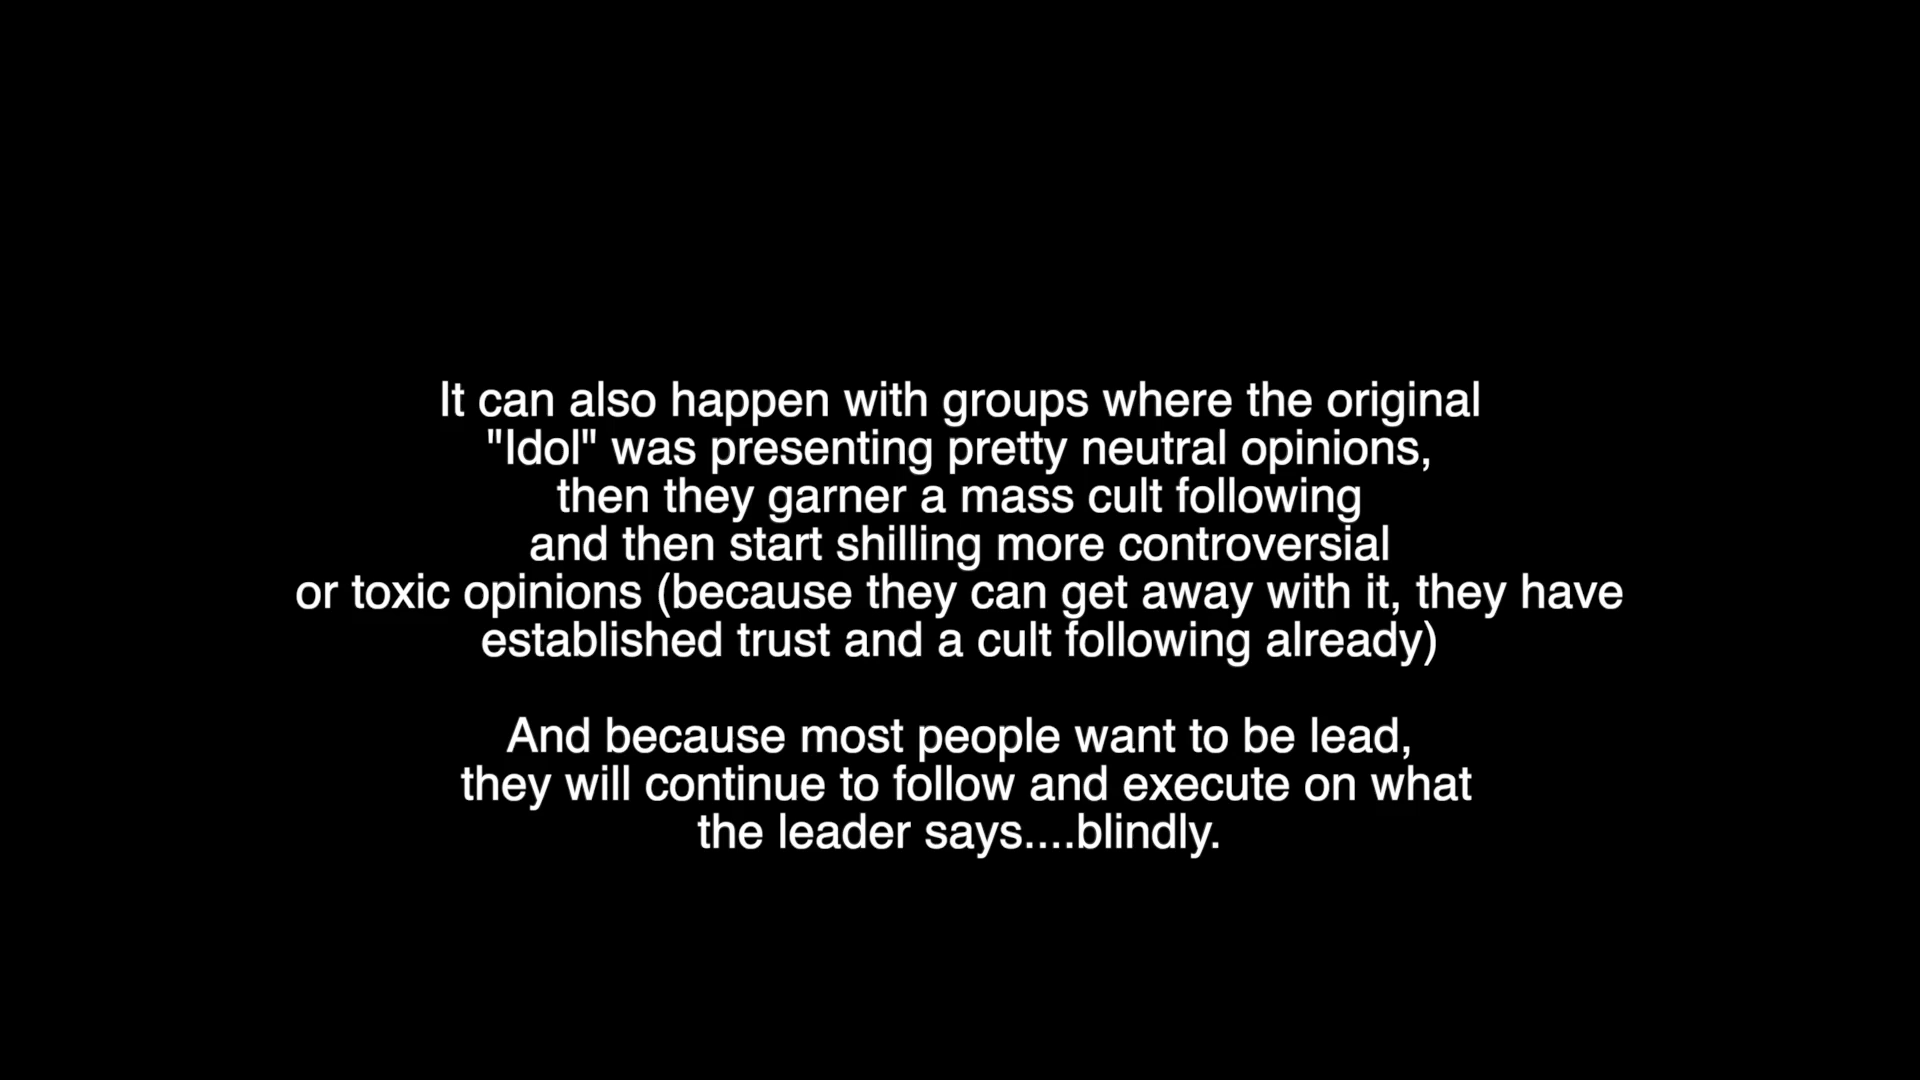 It can also happen with groups where the original
"Idol" was presenting pretty neutral opinions,
then they garner a mass cult following
and then start shilling more controversial
or toxic opinions (because they can get away with it, they have
established trust and a cult following already)
And because most people want to be lead,
they will continue to follow and execute on what
the leader says....blindly.